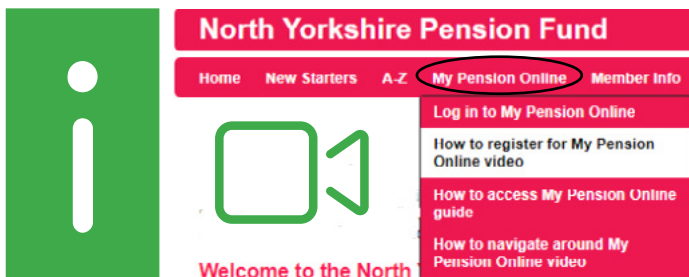 North Yorkshire Pension Fund
Home New Starters A-Z My Pension Online Member Info
Log in to My Pension Online
How to register for My Pension
Online video
How to access My Pension Online
guide
How to navigate around My
Pension Online video
Welcome to the North